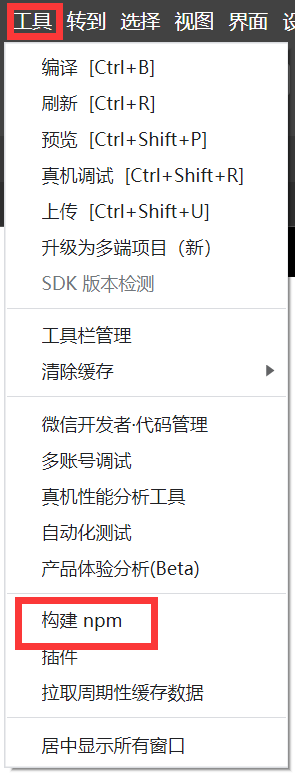 工具 转到 选择 视图 界面
编译 [Ctrl+B]
刷新 [Ctrl+R]
预览 [Ctrl+Shift+P]
真机调试 [Ctrl+Shift+R]
上传 [Ctrl+Shift+U]
升级为多端项目（新）
SDK 版本检测
工具栏管理
清除缓存
微信开发者·代码管理
多账号调试
真机性能分析工具
自动化测试
产品体验分析(Beta)
构建 npm
插件
拉取周期性缓存数据
居中显示所有窗口